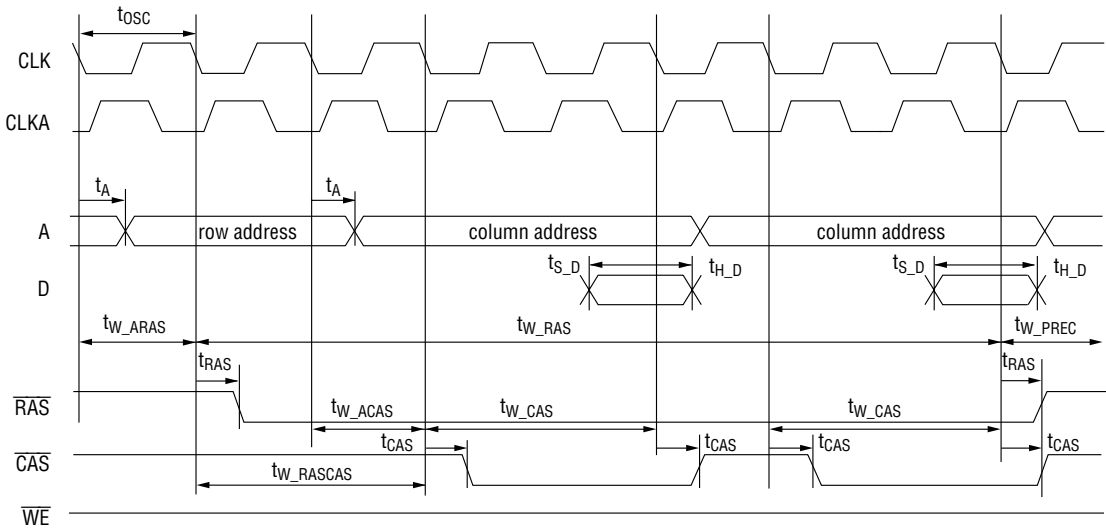 tOSC
CLK
CLKA
tA tA
A row address column address column address
tS_D tH_D tS_D tH_D
D
tW_ARAS tW_RAS tW_PREC
tRAS tRAS
RAS tW_ACAS tW_CAS tW_CAS
tCAS tCAS tCAS tCAS
CAS
tW_RASCAS
WE